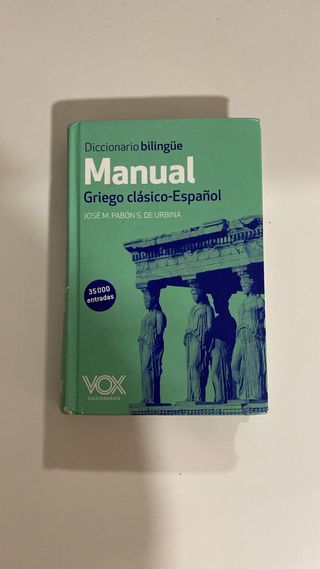 Diccionario bilingüe
Manual
Griego clásico-Español
JOSÉ M. PABÓN S. DE URBINA
35 000
entradas
VOX
DICCIONARIOS